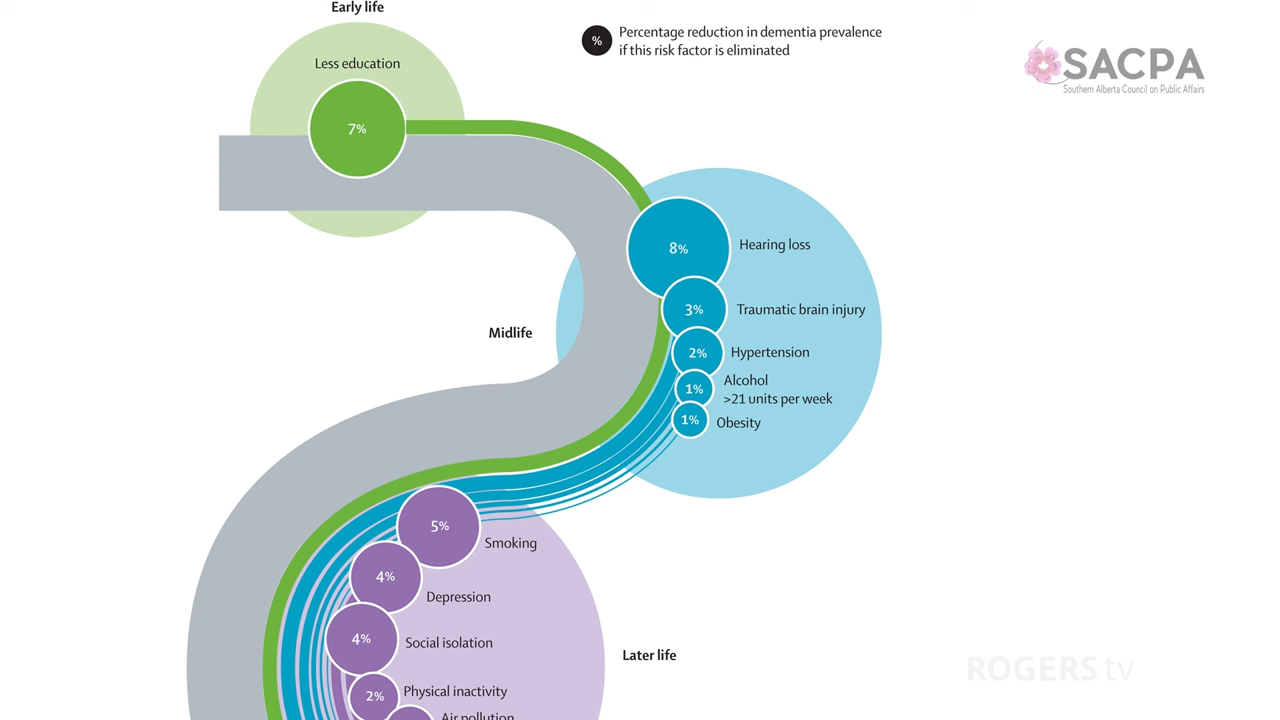 Early life
Less education
7%
%
Percentage reduction in dementia prevalence
if this risk factor is eliminated
SACPA
Southern Alberta Council on Public Affairs
8%
Hearing loss
3%
Traumatic brain injury
Midlife
2%
Hypertension
1%
Alcohol
>21 units per week
1%
Obesity
5%
Smoking
4%
Depression
4%
Social isolation
Later life
2%
Physical inactivity
Air pollution
ROGERS tv